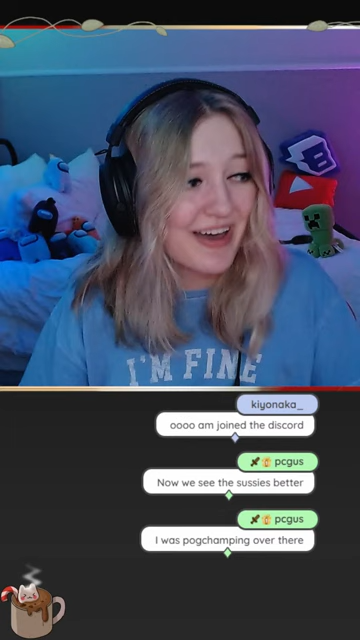 I'M FINE
kiyonaka_
oooo am joined the discord
pcgus
Now we see the sussies better
pcgus
I was pogchamping over there